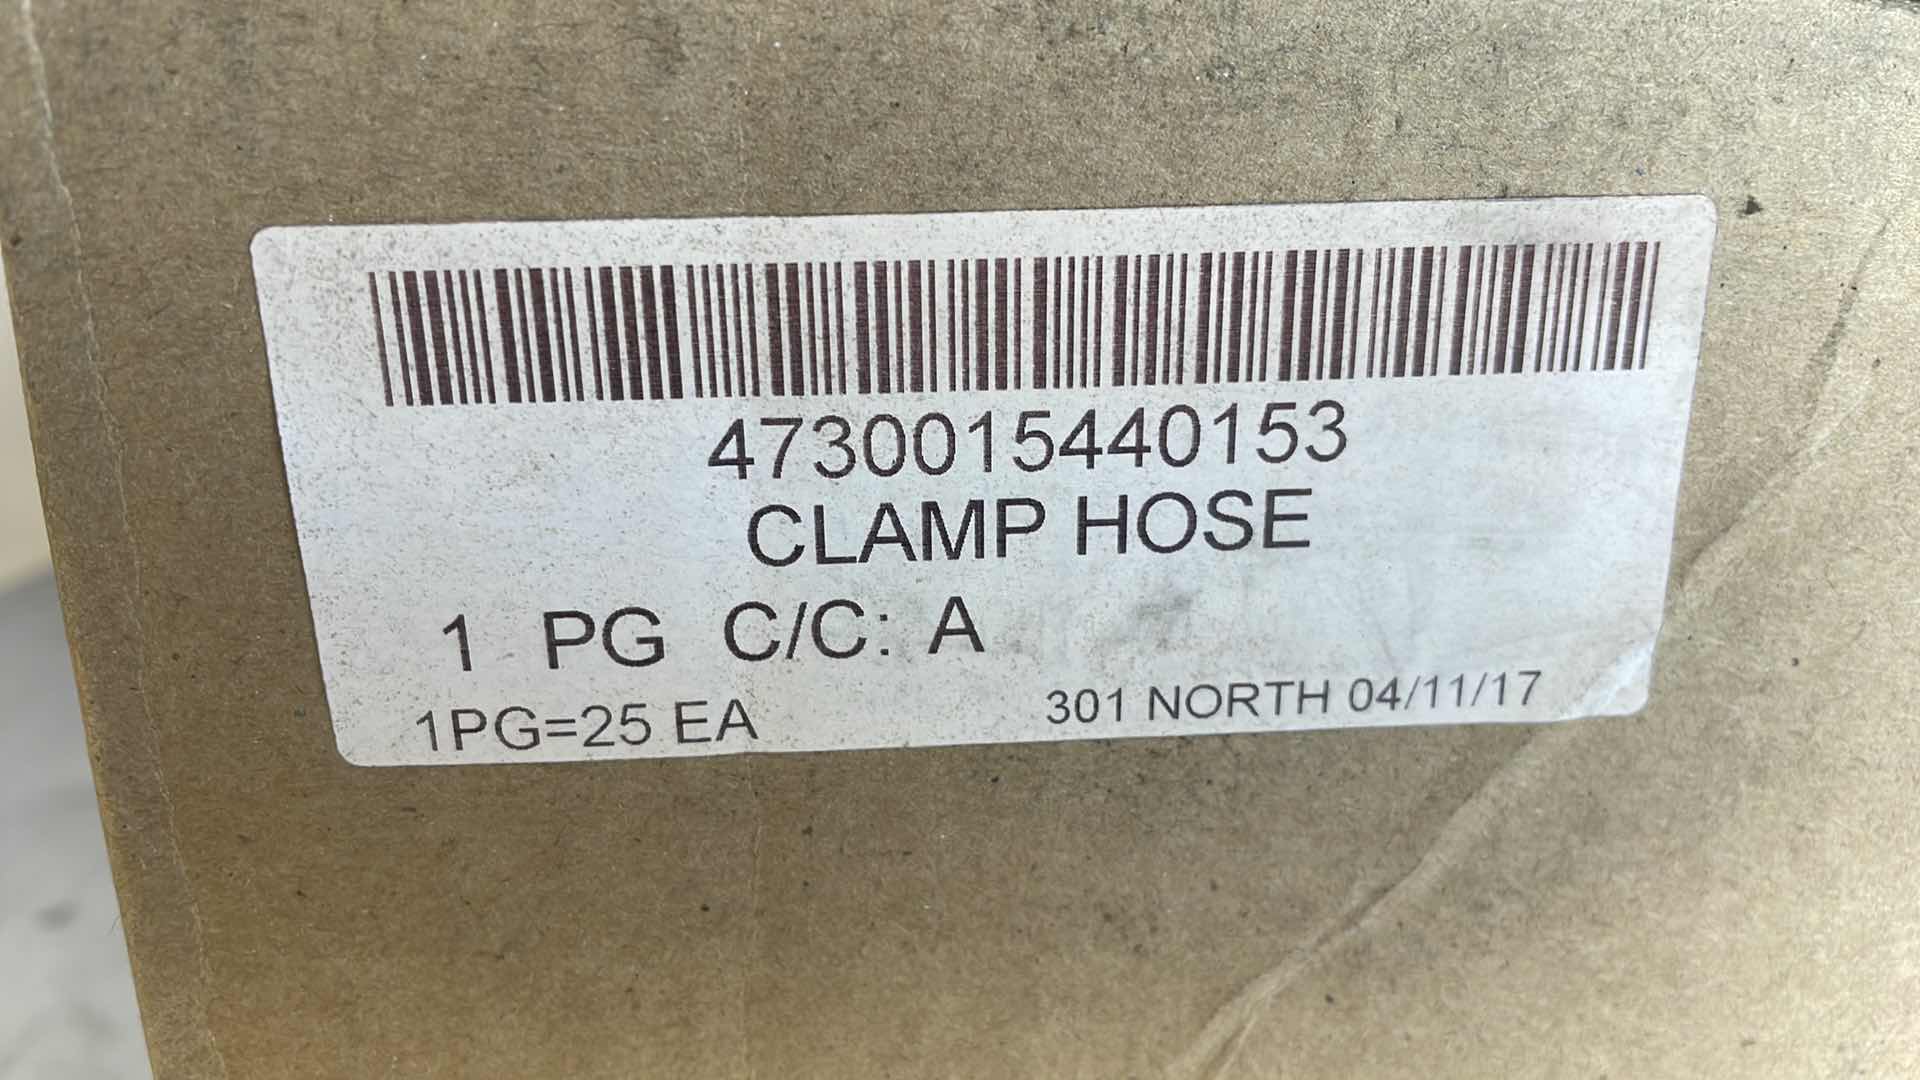 4730015440153
CLAMP HOSE
1 PG C/C: A
1PG=25 EA 301 NORTH 04/11/17